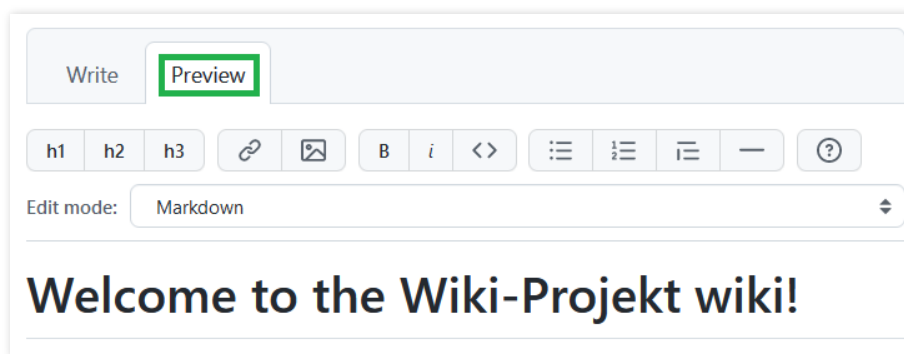 Write Preview
h1 h2 h3 B i <>
Edit mode: Markdown
Welcome to the Wiki-Projekt wiki!